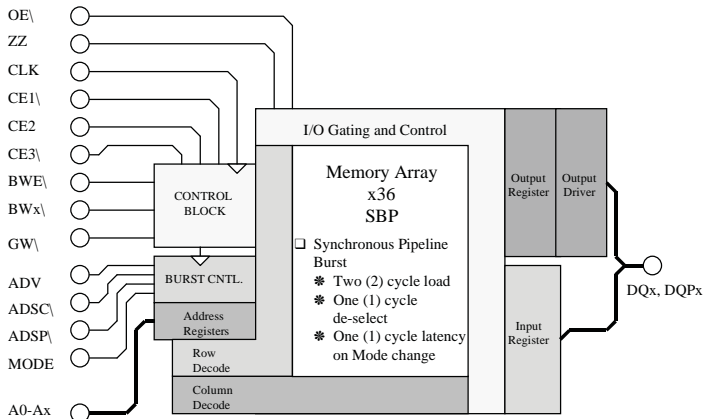 OE\
ZZ
CLK
CE1\
CE2
CE3\
BWE\
BWx\
GW\
ADV
ADSC\
ADSP\
MODE
A0-Ax
CONTROL
BLOCK
BURST CNTL.
Address
Registers
Row
Decode
Column
Decode
I/O Gating and Control
Memory Array
x36
SBP
❑ Synchronous Pipeline
Burst
❋ Two (2) cycle load
❋ One (1) cycle
de-select
❋ One (1) cycle latency
on Mode change
Output
Register
Output
Driver
Input
Register
DQx, DQPx